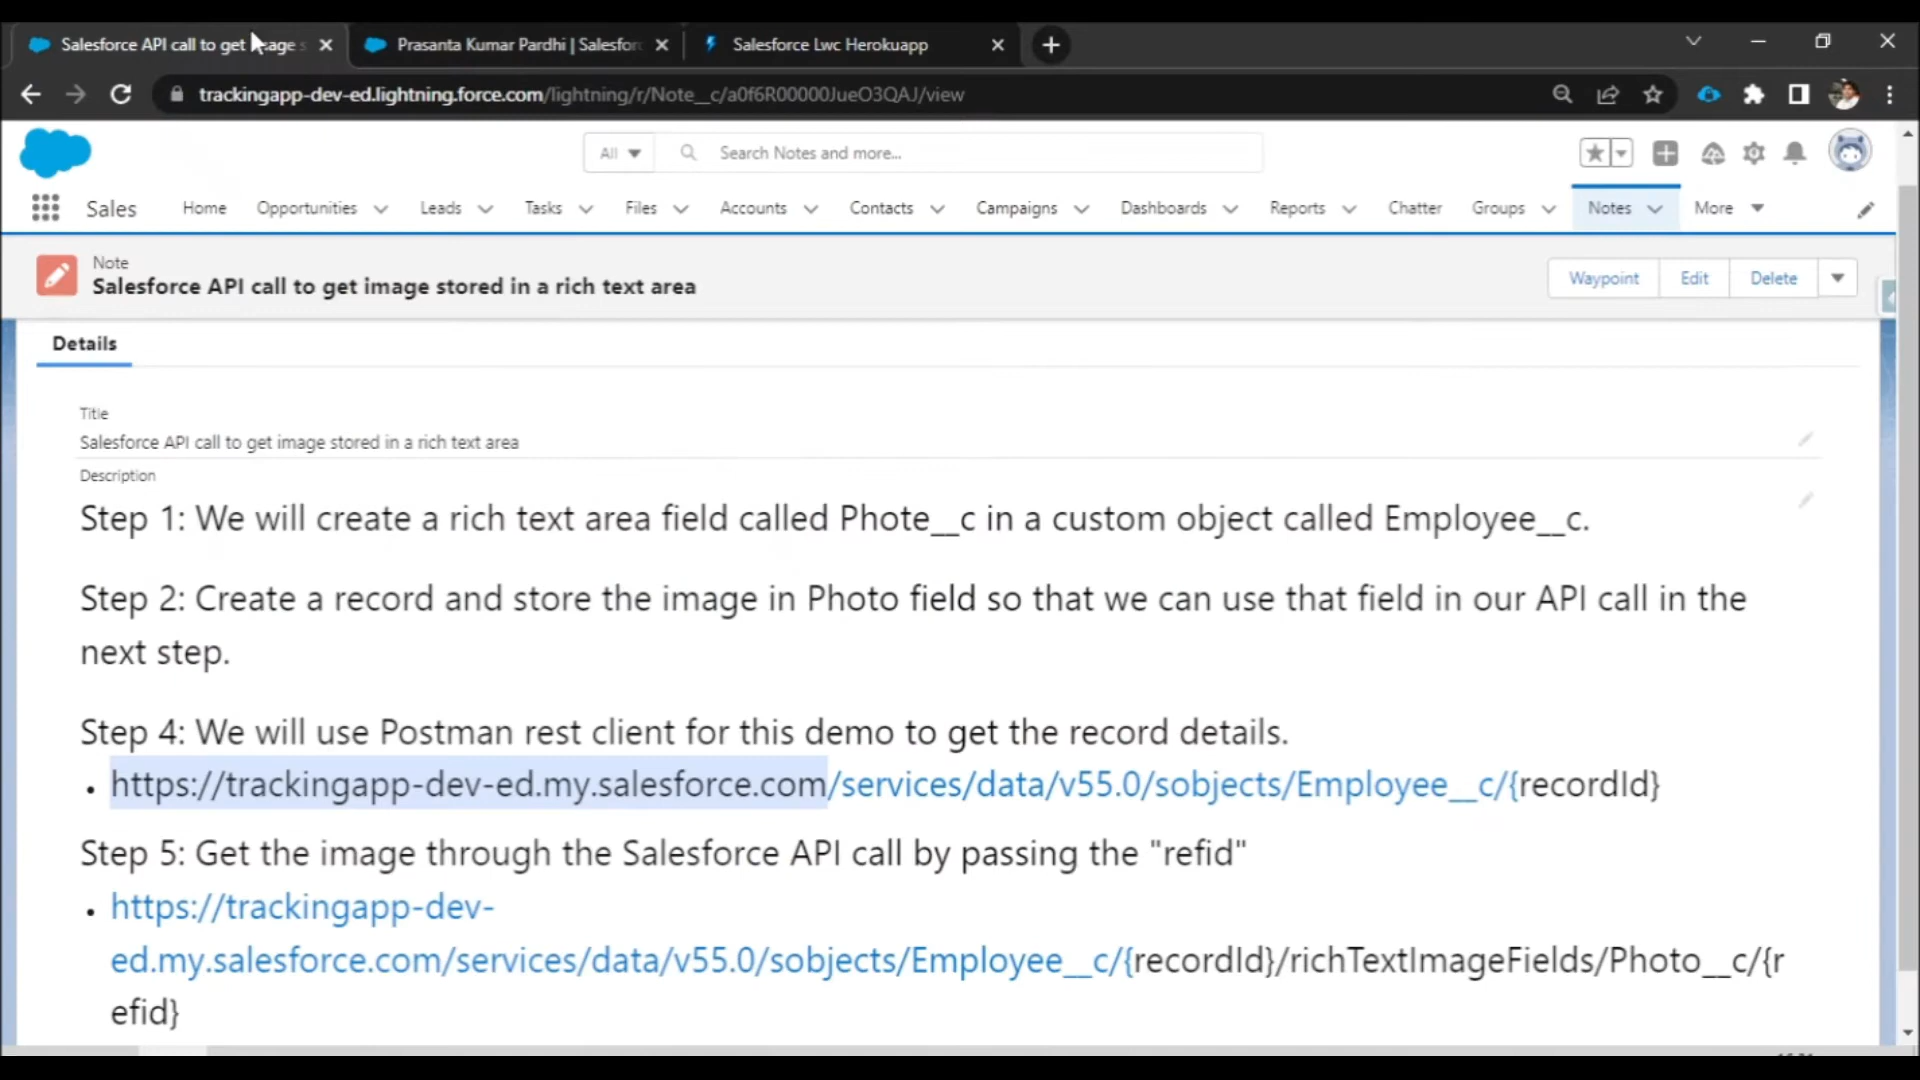 Salesforce API call to get image s
Prasanta Kumar Pardhi | Salesforc
Salesforce Lwc Herokuapp
trackingapp-dev-ed.lightning.force.com/lightning/r/Note__c/a0f6R00000JueO3QAJ/view
All
Search Notes and more...
Sales
Home
Opportunities
Leads
Tasks
Files
Accounts
Contacts
Campaigns
Dashboards
Reports
Chatter
Groups
Notes
More
Note
Salesforce API call to get image stored in a rich text area
Waypoint
Edit
Delete
Details
Title
Salesforce API call to get image stored in a rich text area
Description
Step 1: We will create a rich text area field called Phote__c in a custom object called Employee__c.
Step 2: Create a record and store the image in Photo field so that we can use that field in our API call in the
next step.
Step 4: We will use Postman rest client for this demo to get the record details.
• https://trackingapp-dev-ed.my.salesforce.com/services/data/v55.0/sobjects/Employee__c/{recordId}
Step 5: Get the image through the Salesforce API call by passing the "refid"
• https://trackingapp-dev-
ed.my.salesforce.com/services/data/v55.0/sobjects/Employee__c/{recordId}/richTextImageFields/Photo__c/{r
efid}